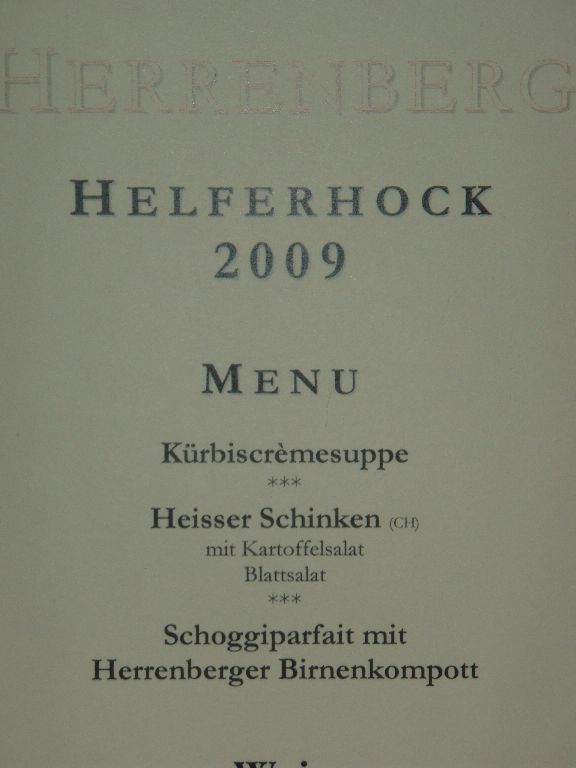 HERRENBERG
HELFERHOCK
2009
MENU
Kürbiscrèmesuppe
***
Heisser Schinken (CH)
mit Kartoffelsalat
Blattsalat
***
Schoggiparfait mit
Herrenberger Birnenkompott